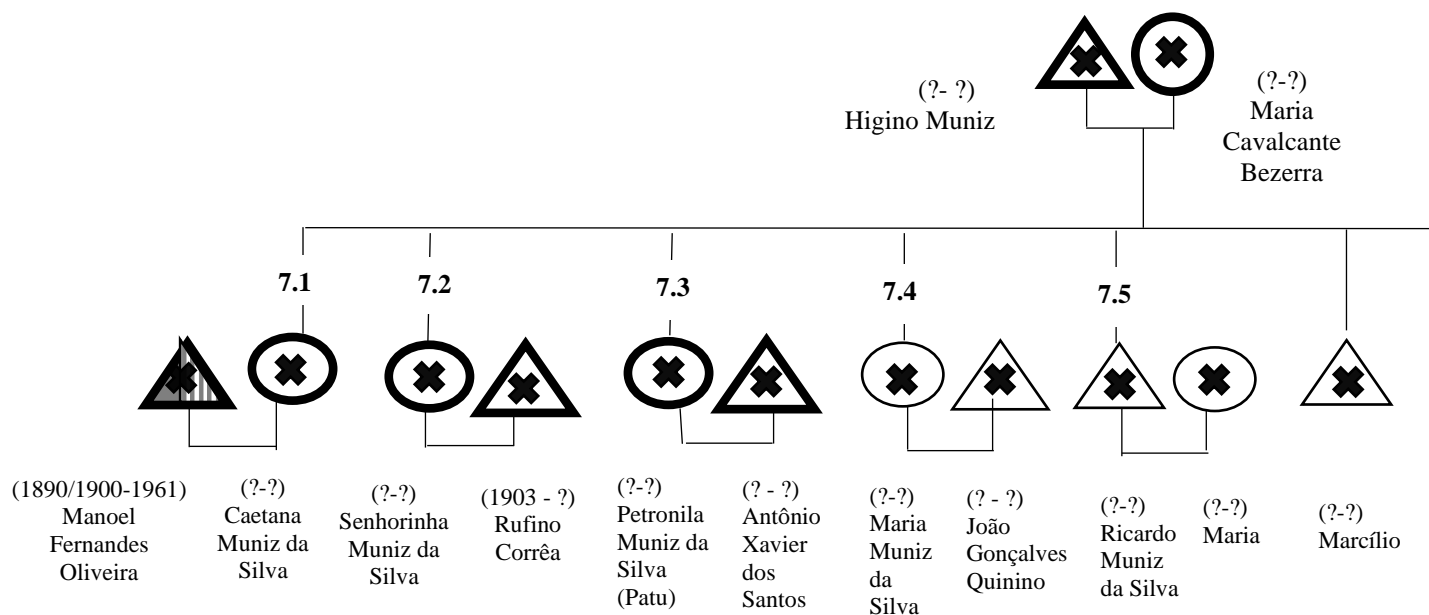 (?- ?)
Higino Muniz
(?-?)
Maria
Cavalcante
Bezerra
7.1
7.2
7.3
7.4
7.5
(1890/1900-1961)
Manoel
Fernandes
Oliveira
(?-?)
Caetana
Muniz da
Silva
(?-?)
Senhorinha
Muniz da
Silva
(1903 - ?)
Rufino
Corrêa
(?-?)
Petronila
Muniz da
Silva
(Patu)
(? - ?)
Antônio
Xavier
dos
Santos
(?-?)
Maria
Muniz
da
Silva
(? - ?)
João
Gonçalves
Quinino
(?-?)
Ricardo
Muniz
da Silva
(?-?)
Maria
(?-?)
Marcílio